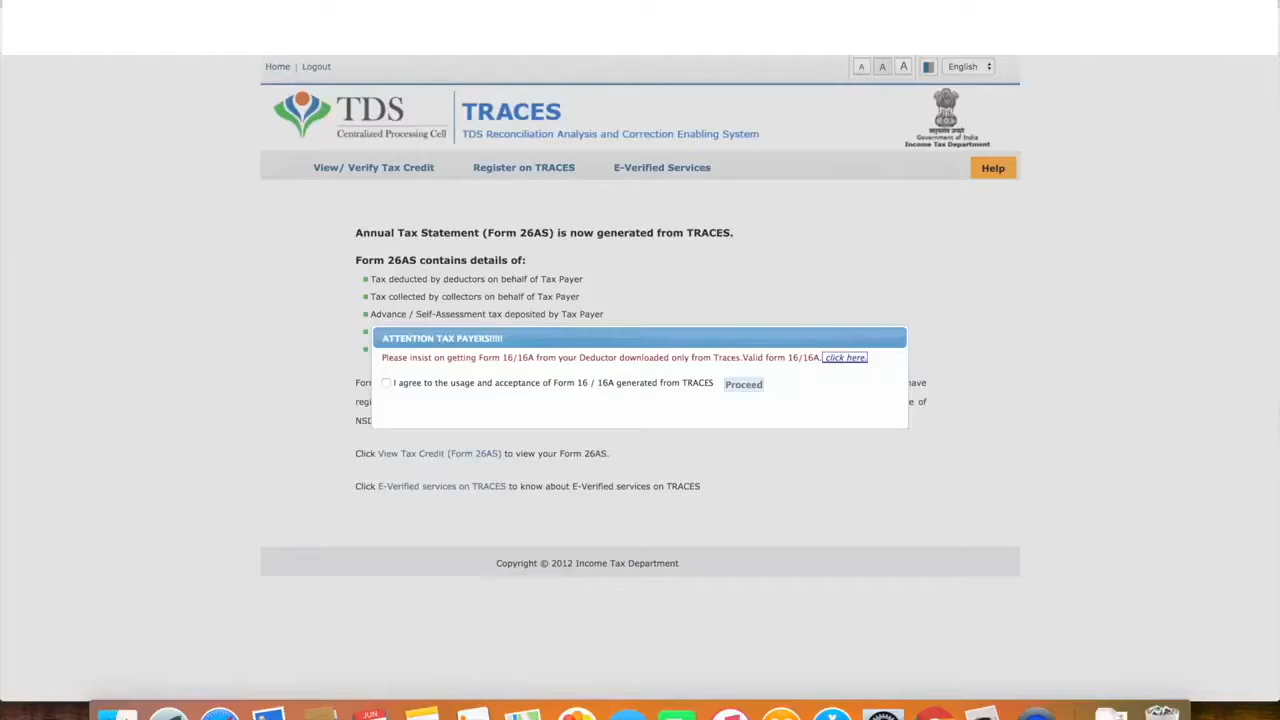 Home | Logout
A A A English
TDS
Centralized Processing Cell
TRACES
TDS Reconciliation Analysis and Correction Enabling System
सत्यमेव जयते
Government of India
Income Tax Department
View/ Verify Tax Credit Register on TRACES E-Verified Services Help
Annual Tax Statement (Form 26AS) is now generated from TRACES.
Form 26AS contains details of:
Tax deducted by deductors on behalf of Tax Payer
Tax collected by collectors on behalf of Tax Payer
Advance / Self-Assessment tax deposited by Tax Payer
ATTENTION TAX PAYERS!!!!!
Please insist on getting Form 16/16A from your Deductor downloaded only from Traces.Valid form 16/16A. click here.
I agree to the usage and acceptance of Form 16 / 16A generated from TRACES Proceed
Click View Tax Credit (Form 26AS) to view your Form 26AS.
Click E-Verified services on TRACES to know about E-Verified services on TRACES
Copyright © 2012 Income Tax Department
JUN